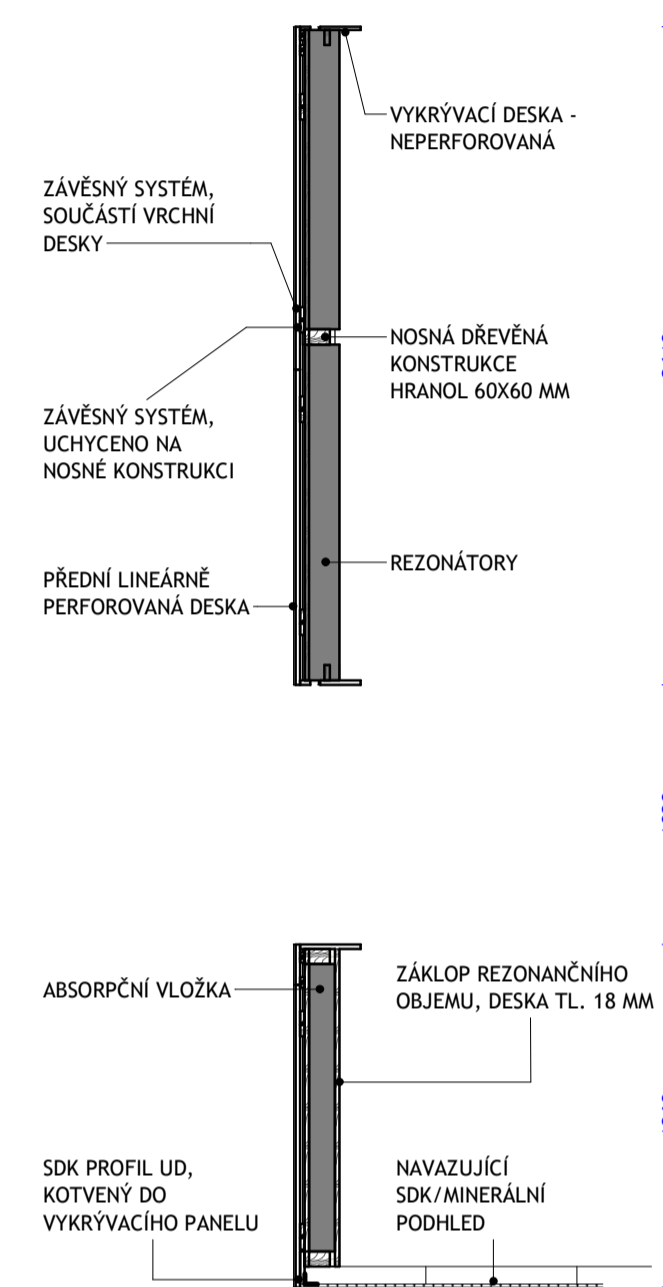 VYKRÝVACÍ DESKA -
NEPERFOROVANÁ
ZÁVĚSNÝ SYSTÉM,
SOUČÁSTÍ VRCHNÍ
DESKY
NOSNÁ DŘEVĚNÁ
KONSTRUKCE
HRANOL 60X60 MM
ZÁVĚSNÝ SYSTÉM,
UCHYCENO NA
NOSNÉ KONSTRUKCI
REZONÁTORY
PŘEDNÍ LINEÁRNĚ
PERFOROVANÁ DESKA
ABSORPČNÍ VLOŽKA
ZÁKLOP REZONANČNÍHO
OBJEMU, DESKA TL. 18 MM
SDK PROFIL UD,
KOTVENÝ DO
VYKRÝVACÍHO PANELU
NAVAZUJÍCÍ
SDK/MINERÁLNÍ
PODHLED